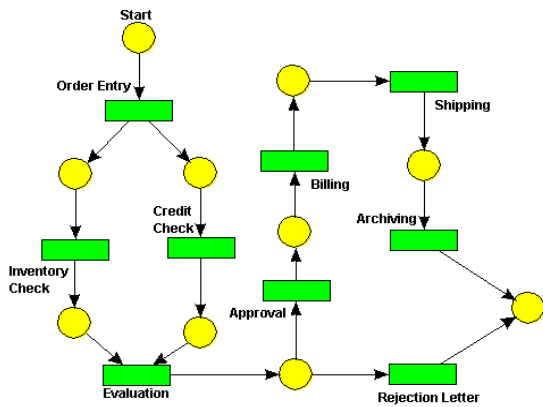 Start
Order Entry
Shipping
Billing
Credit
Check
Archiving
Inventory
Check
Approval
Evaluation
Rejection Letter